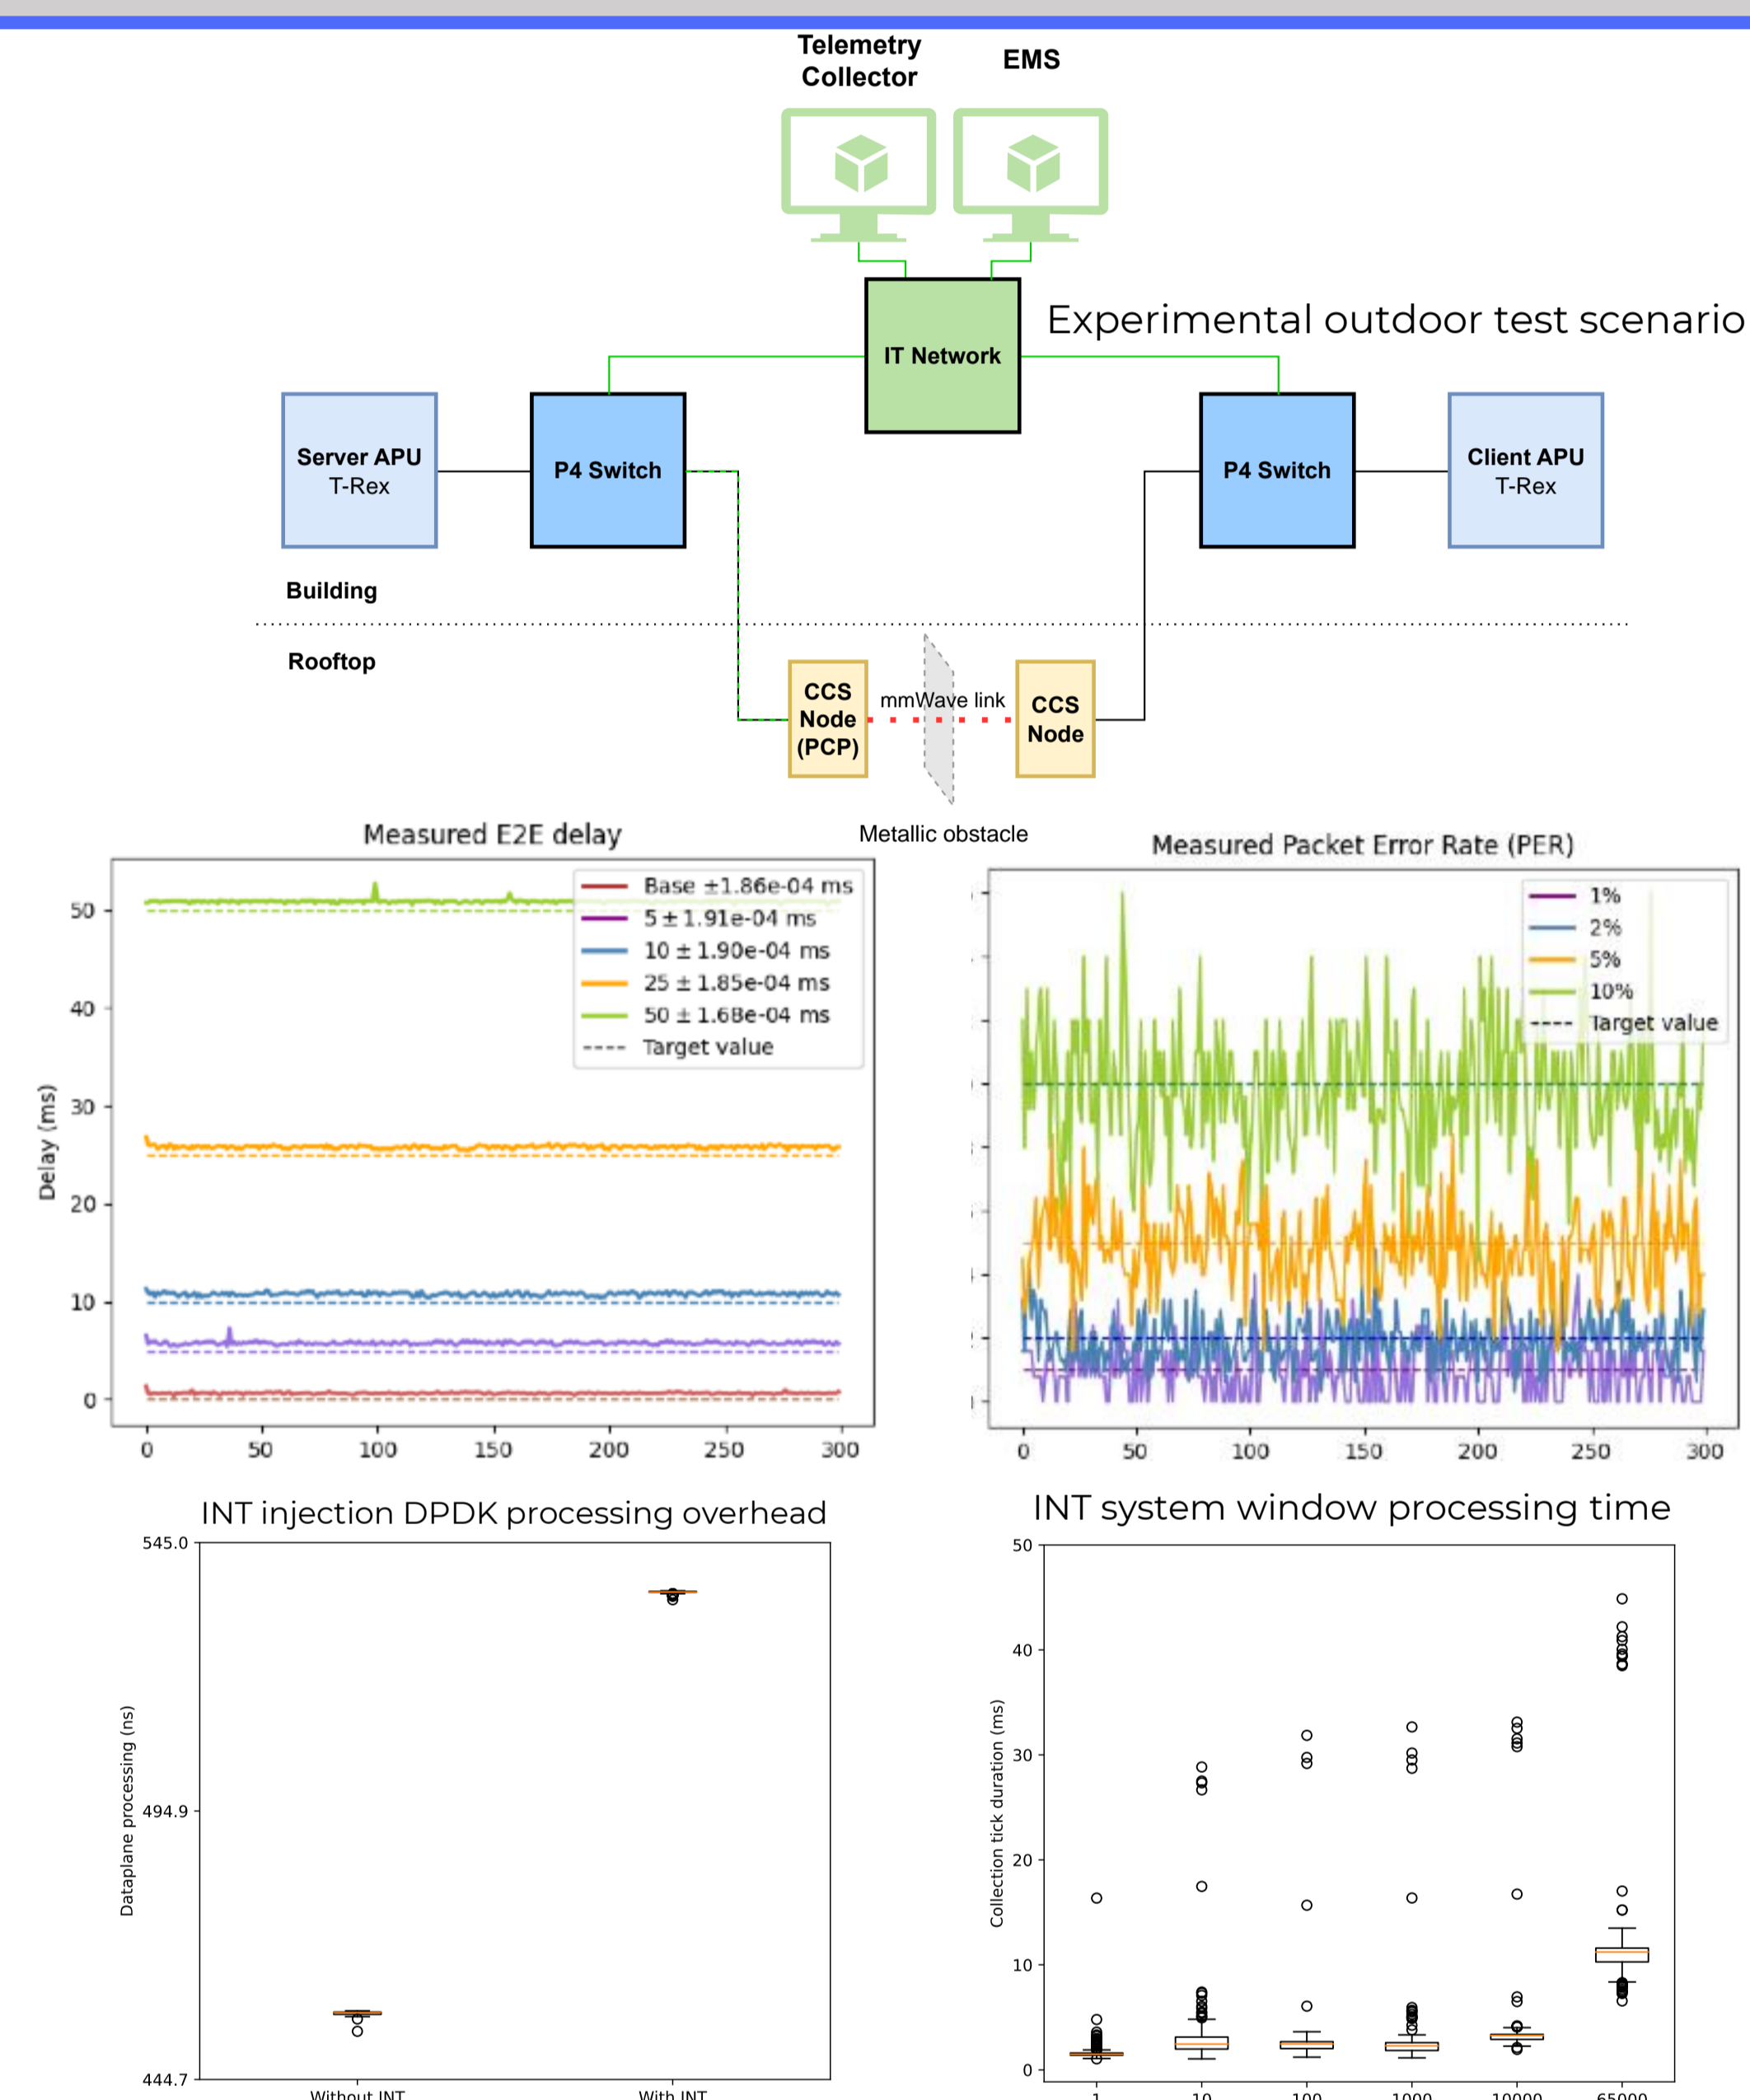 Telemetry
Collector
EMS
IT Network
Experimental outdoor test scenario
Server APU
T-Rex
P4 Switch
P4 Switch
Client APU
T-Rex
Building
Rooftop
CCS
Node
(PCP)
mmWave link
CCS
Node
Metallic obstacle
Measured E2E delay
Base ±1.86e-04 ms
5 ± 1.91e-04 ms
10 ± 1.90e-04 ms
25 ± 1.85e-04 ms
50 ± 1.68e-04 ms
Target value
Delay (ms)
50
40
30
20
10
0
0 50 100 150 200 250 300
Measured Packet Error Rate (PER)
1%
2%
5%
10%
Target value
0 50 100 150 200 250 300
INT injection DPDK processing overhead
Dataplane processing (ns)
545.0
494.9
444.7
Without INT With INT
INT system window processing time
Collection tick duration (ms)
50
40
30
20
10
0
1 10 100 1000 10000 65000